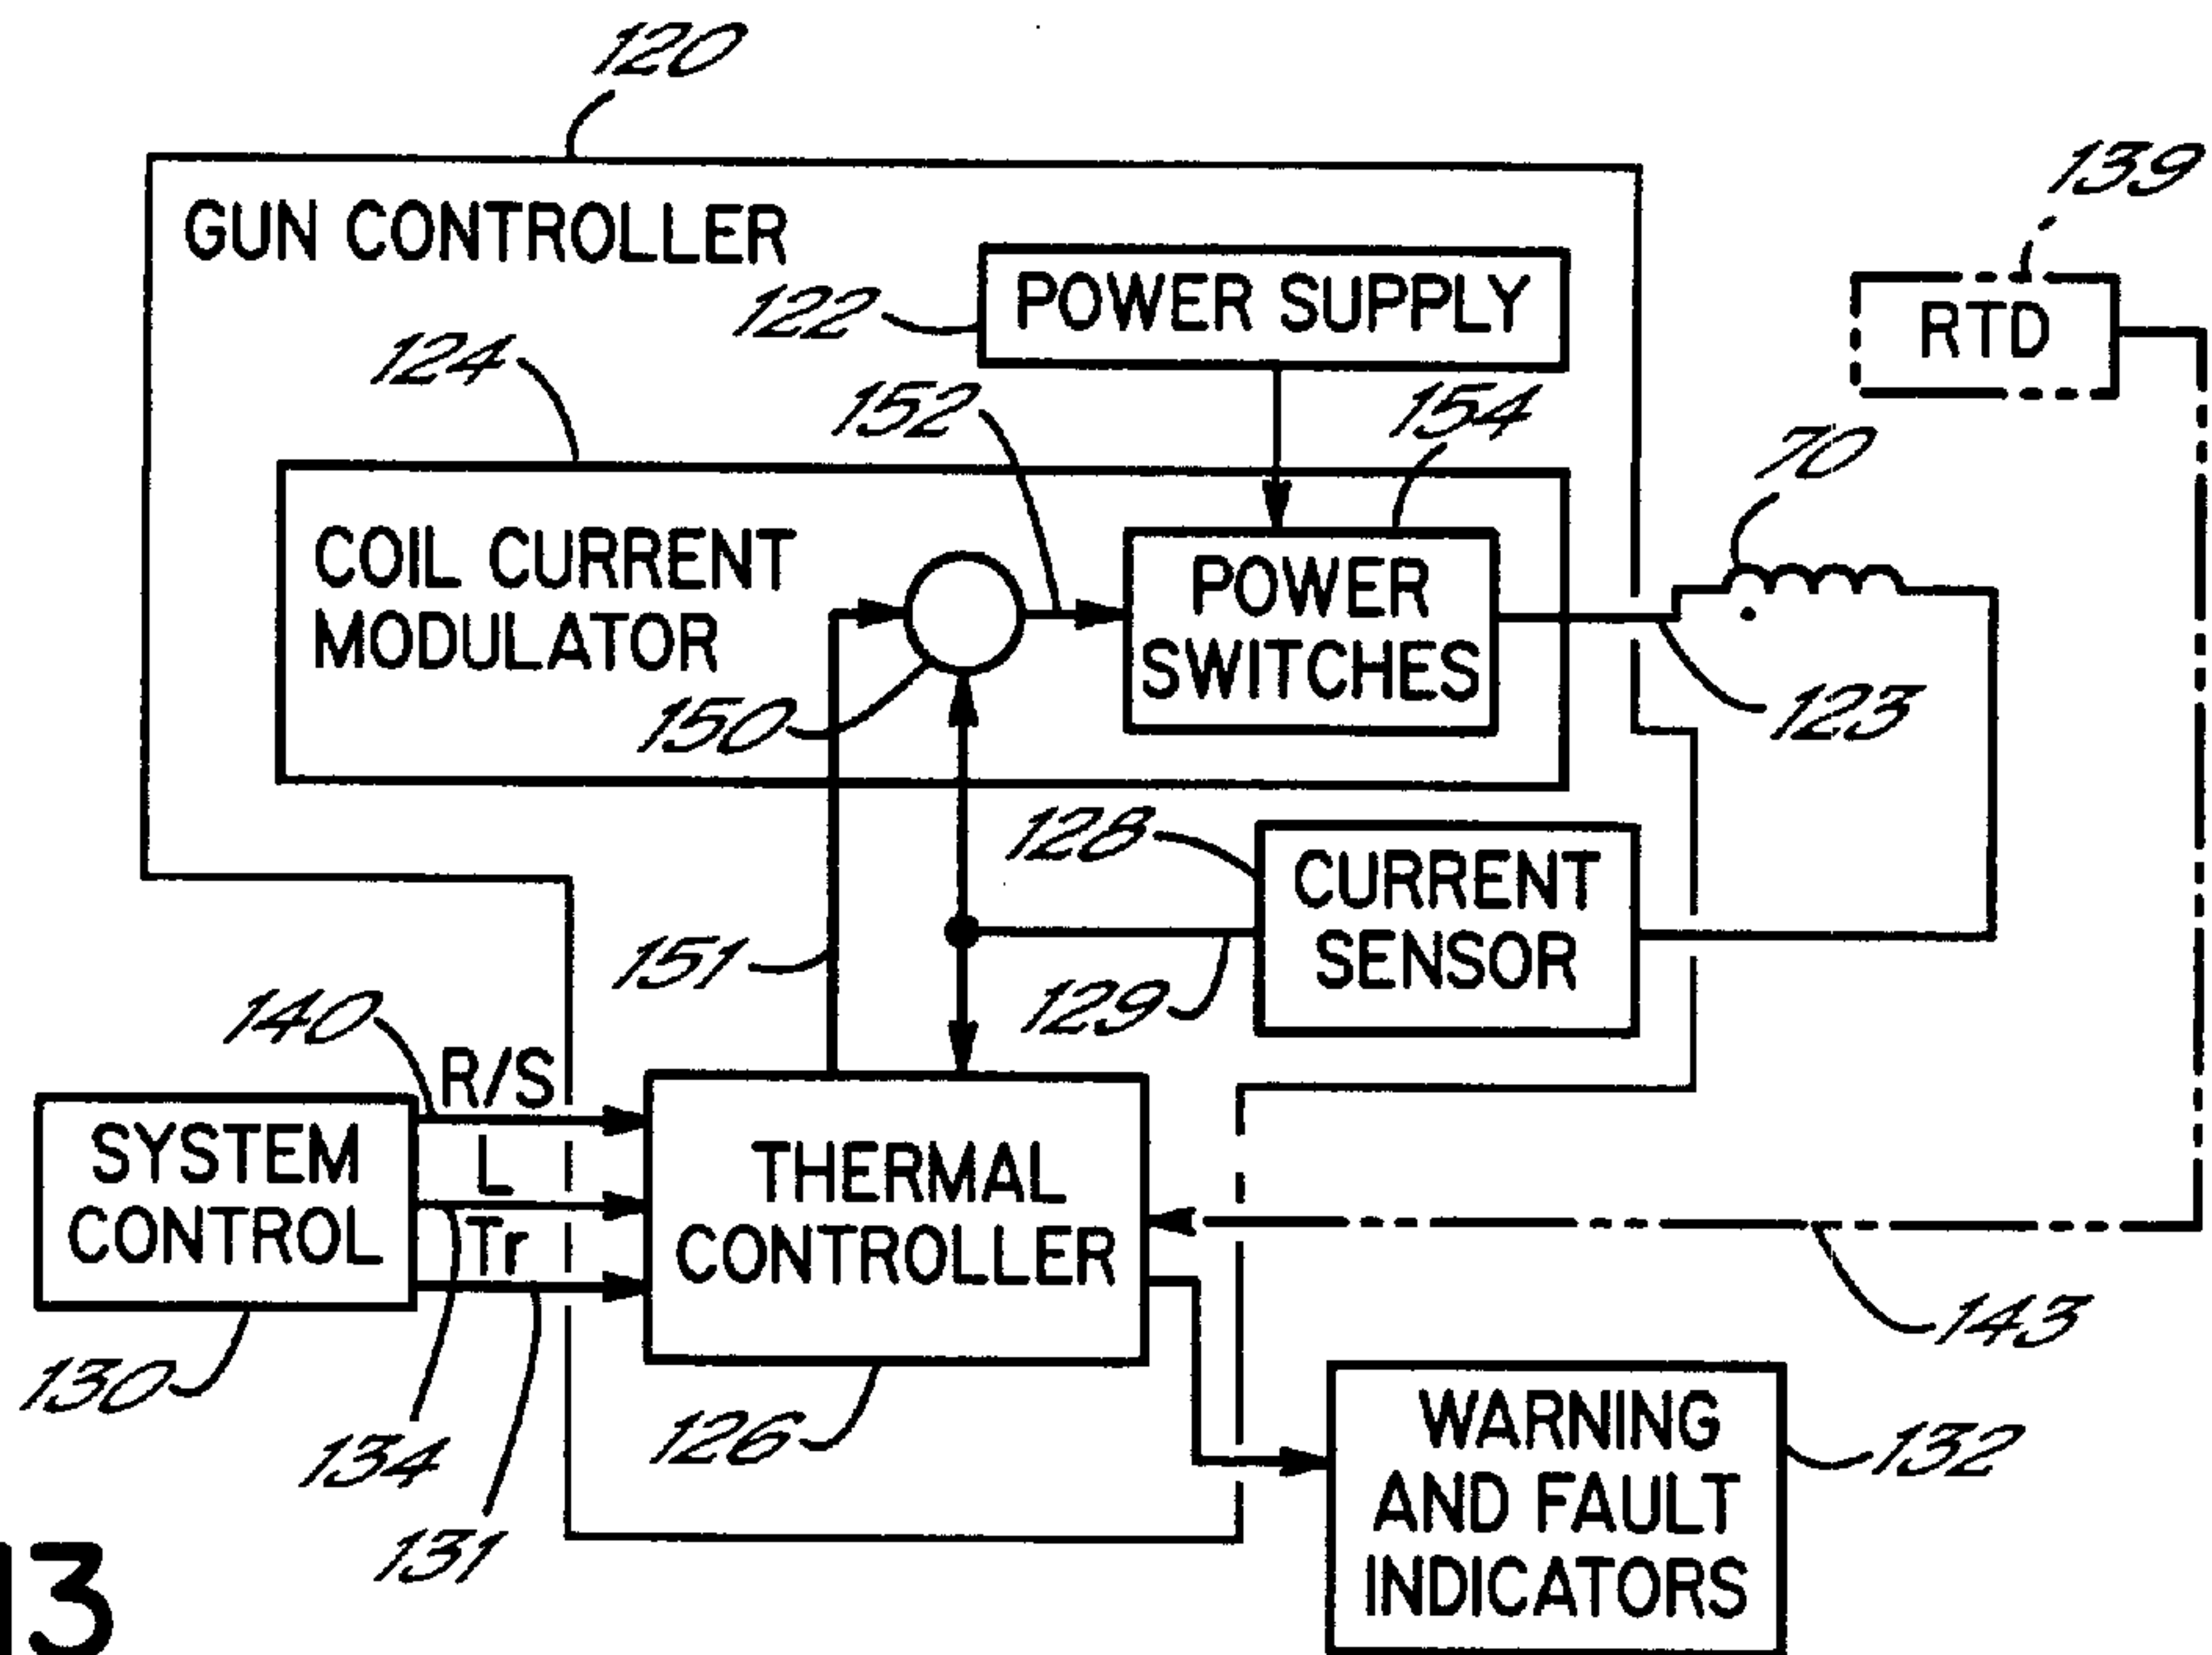 120
GUN CONTROLLER
139
POWER SUPPLY
122
RTD
124
152
154
70
COIL CURRENT
MODULATOR
POWER
SWITCHES
150
123
128
CURRENT
SENSOR
151
129
140
R/S
L
Tr
SYSTEM
CONTROL
THERMAL
CONTROLLER
143
130
134
131
126
WARNING
AND FAULT
INDICATORS
132
13